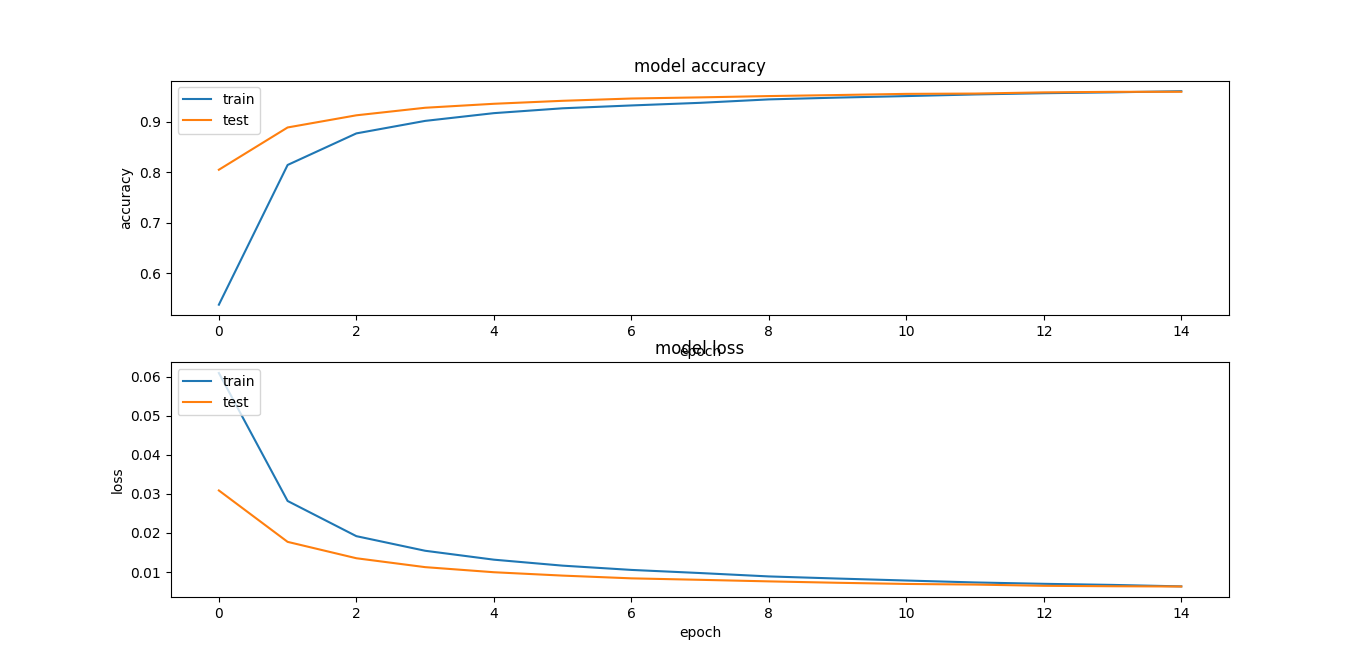 model accuracy
train
test
0.9
0.8
0.7
0.6
accuracy
0 2 4 6 8 10 12 14
epoch
model loss
train
test
0.06
0.05
0.04
0.03
0.02
0.01
loss
0 2 4 6 8 10 12 14
epoch